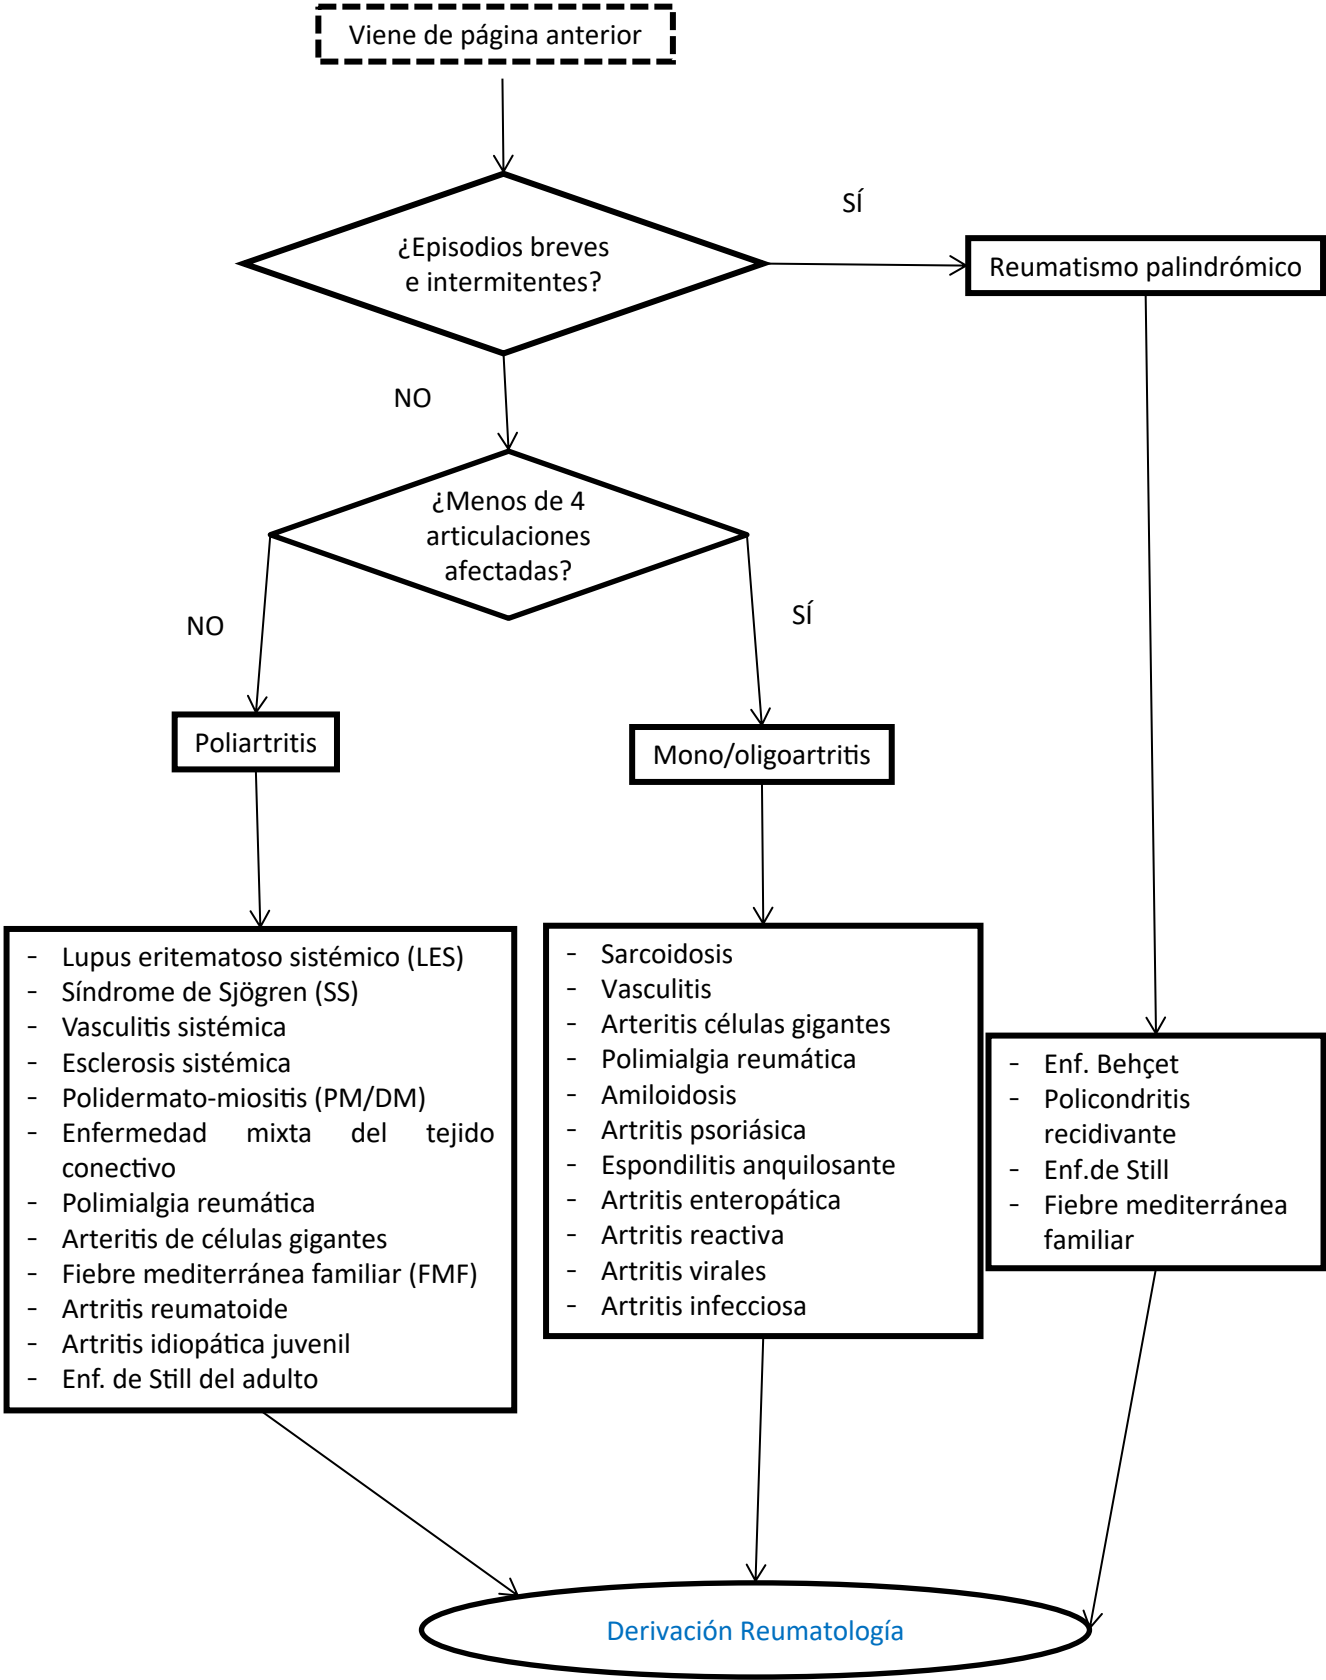 Viene de página anterior
¿Episodios breves
e intermitentes?
SÍ
Reumatismo palindrómico
NO
¿Menos de 4
articulaciones
afectadas?
NO
SÍ
Poliartritis
Mono/oligoartritis
- Lupus eritematoso sistémico (LES)
- Síndrome de Sjögren (SS)
- Vasculitis sistémica
- Esclerosis sistémica
- Polidermato-miositis (PM/DM)
- Enfermedad mixta del tejido
conectivo
- Polimialgia reumática
- Arteritis de células gigantes
- Fiebre mediterránea familiar (FMF)
- Artritis reumatoide
- Artritis idiopática juvenil
- Enf. de Still del adulto
- Sarcoidosis
- Vasculitis
- Arteritis células gigantes
- Polimialgia reumática
- Amiloidosis
- Artritis psoriásica
- Espondilitis anquilosante
- Artritis enteropática
- Artritis reactiva
- Artritis virales
- Artritis infecciosa
- Enf. Behçet
- Policondritis
recidivante
- Enf.de Still
- Fiebre mediterránea
familiar
Derivación Reumatología